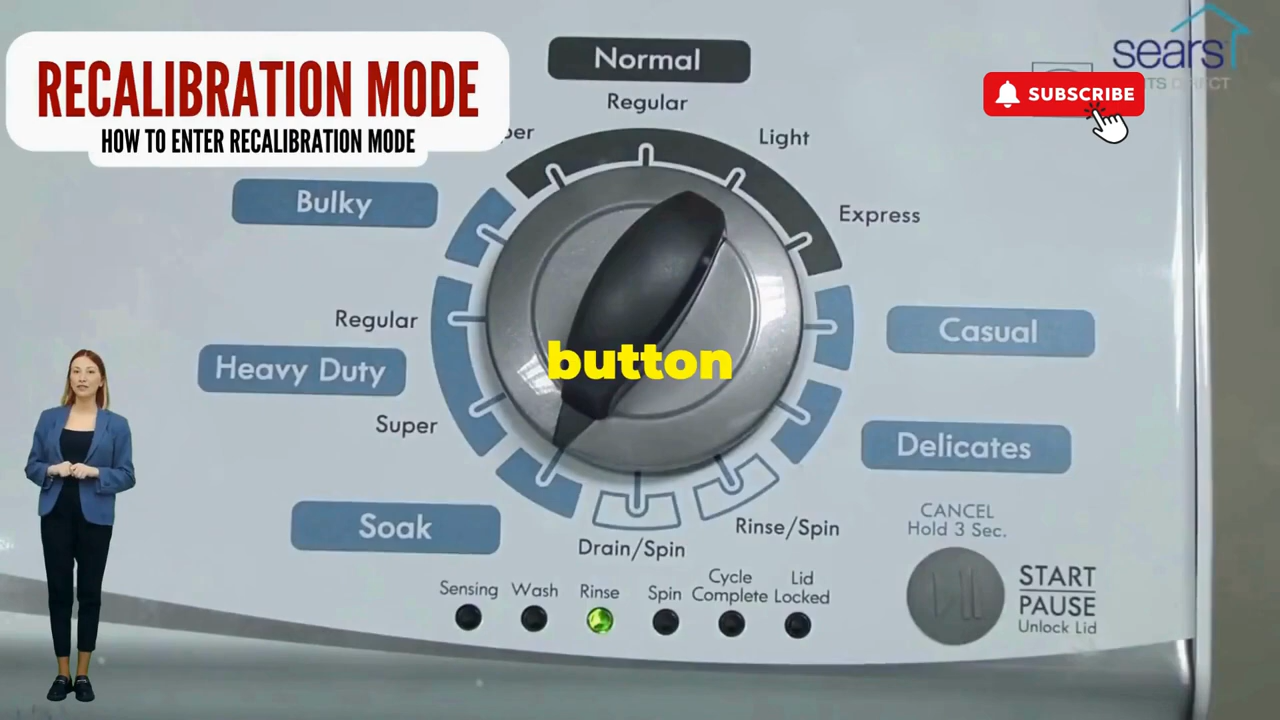 RECALIBRATION MODE
HOW TO ENTER RECALIBRATION MODE
sears
DIRECT
SUBSCRIBE
Normal
Regular
Light
Express
Bulky
Regular
Heavy Duty
Super
Casual
Delicates
button
Soak
Drain/Spin
Rinse/Spin
CANCEL
Hold 3 Sec.
START
PAUSE
Unlock Lid
Sensing
Wash
Rinse
Spin
Cycle
Complete
Lid
Locked